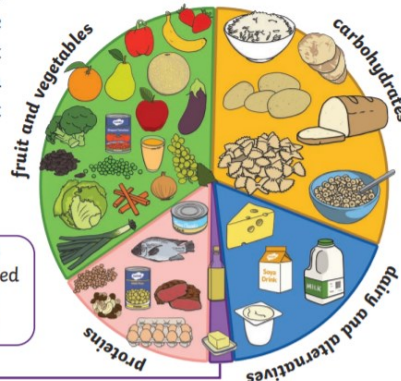 fruit and vegetables
carbohydrates
ed
Soya
Drink
MILK
proteins
dairy and alternatives